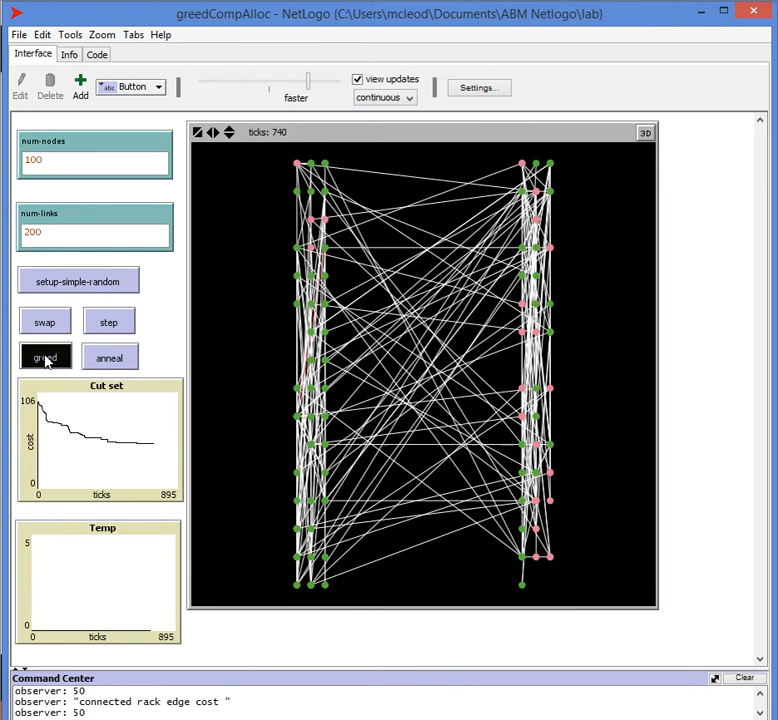 greedCompAlloc - NetLogo {C:\Users\mcleod\Documents\ABM Netlogo\lab}
File Edit Tools Zoom Tabs Help
Interface Info Code
Edit Delete Add abc Button faster view updates continuous Settings...
ticks: 740 3D
num-nodes
100
num-links
200
setup-simple-random
swap step
greed anneal
Cut set
106
cost
0
0 ticks 895
Temp
5
0
0 ticks 895
Command Center Clear
observer: 50
observer: "connected rack edge cost "
observer: 50